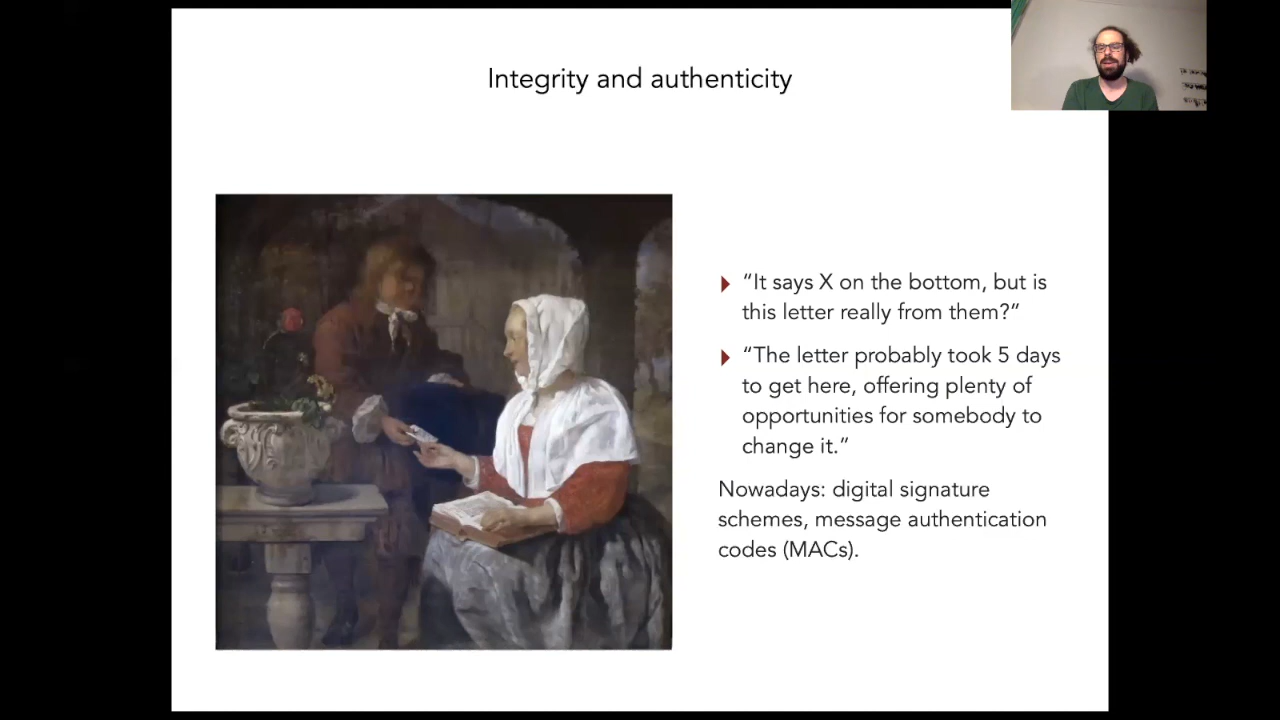 Integrity and authenticity
“It says X on the bottom, but is
this letter really from them?”
“The letter probably took 5 days
to get here, offering plenty of
opportunities for somebody to
change it.“
Nowadays: digital signature
schemes, message authentication
codes (MACs).